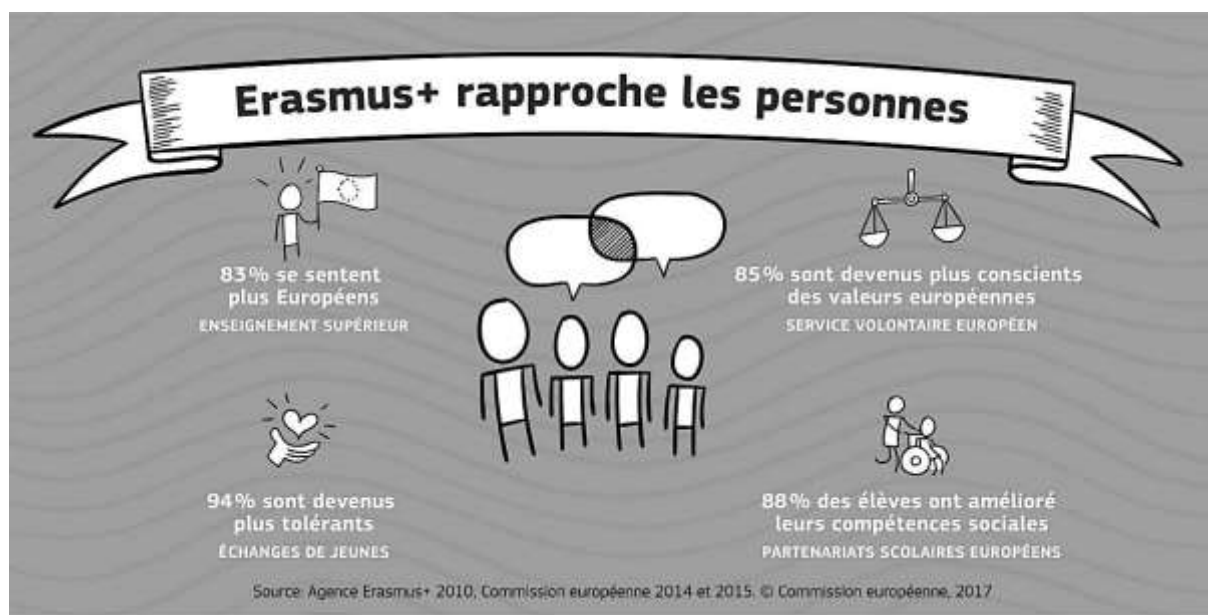 Erasmus+ rapproche les personnes
83% se sentent
plus Européens
ENSEIGNEMENT SUPÉRIEUR
85% sont devenus plus conscients
des valeurs européennes
SERVICE VOLONTAIRE EUROPÉEN
94% sont devenus
plus tolérants
ÉCHANGES DE JEUNES
88% des élèves ont amélioré
leurs compétences sociales
PARTENARIATS SCOLAIRES EUROPÉENS
Source: Agence Erasmus+ 2010, Commission européenne 2014 et 2015. © Commission européenne, 2017